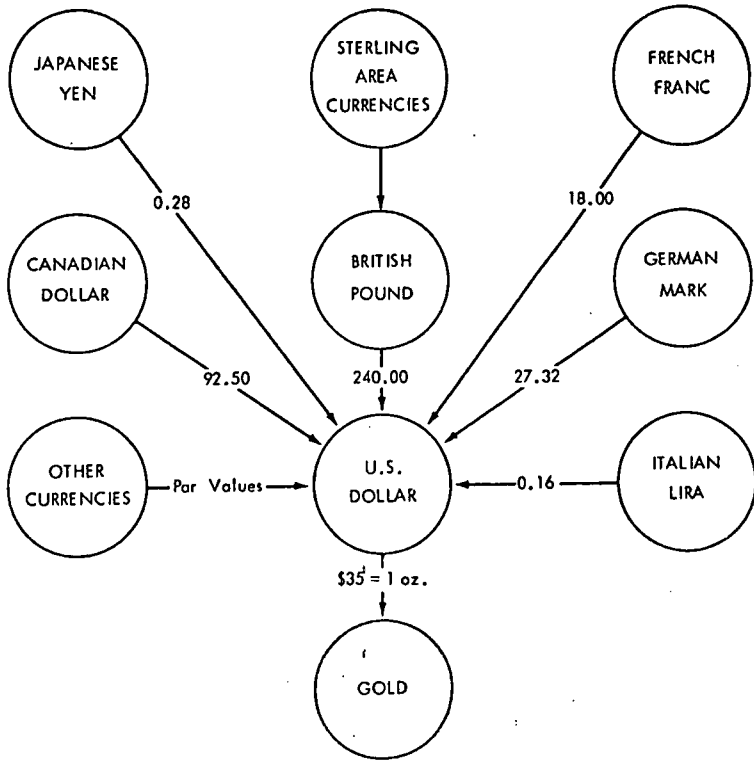 JAPANESE
YEN
STERLING
AREA
CURRENCIES
FRENCH
FRANC
0.28
18.00
CANADIAN
DOLLAR
BRITISH
POUND
GERMAN
MARK
92.50
240.00
27.32
OTHER
CURRENCIES
Par Values
U.S.
DOLLAR
0.16
ITALIAN
LIRA
$35 = 1 oz.
GOLD